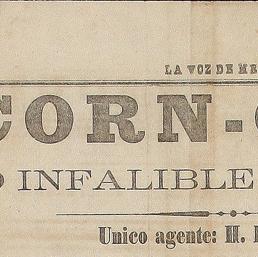 LA VOZ DE ME
CORN-
INFALIBLE
Unico agente: H.